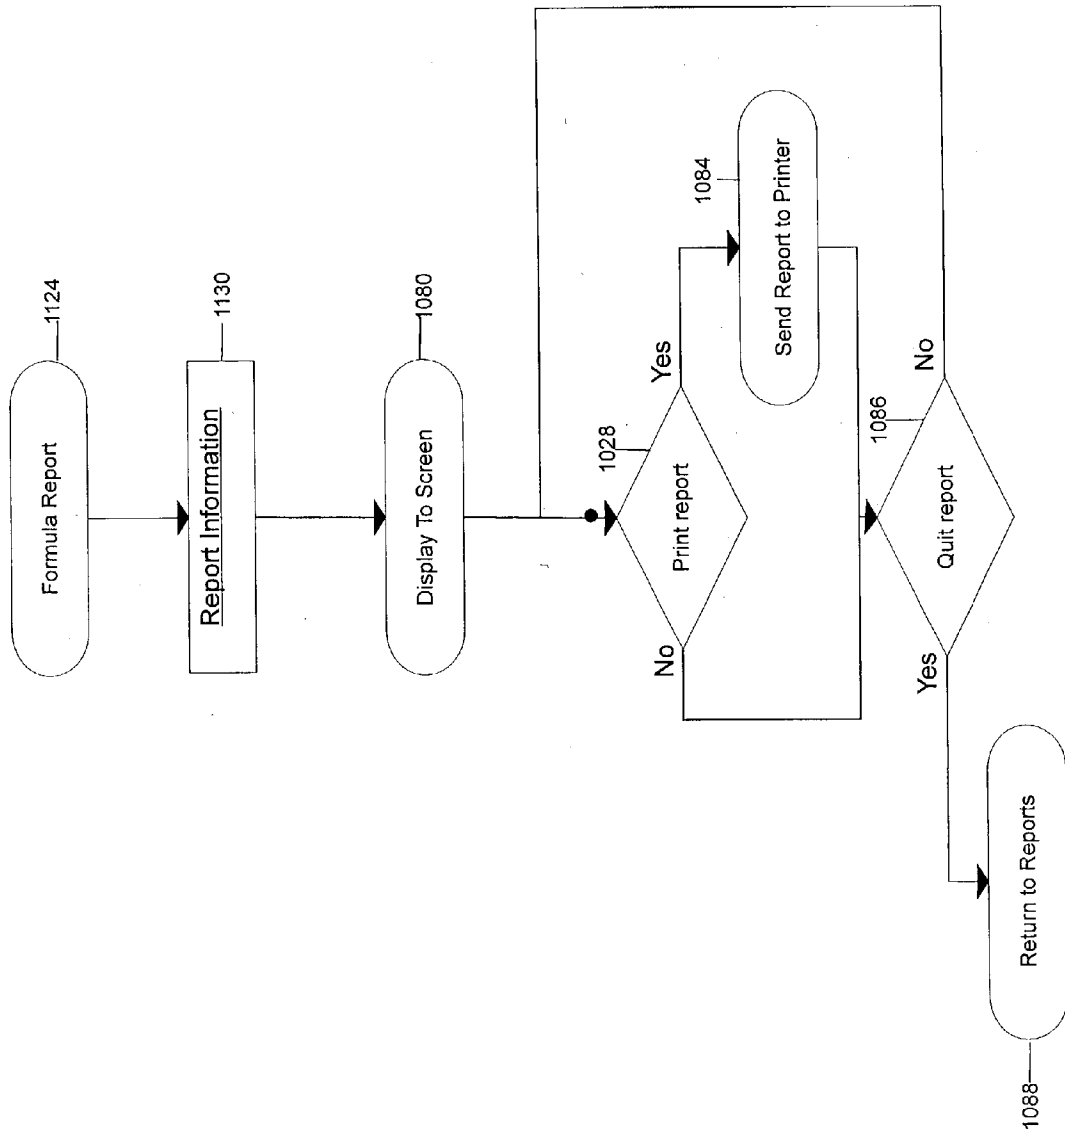 Formula Report
1124
Report Information
1130
Display To Screen
1080
Print report
1028
Yes
No
Send Report to Printer
1084
Quit report
1086
No
Yes
Return to Reports
1088